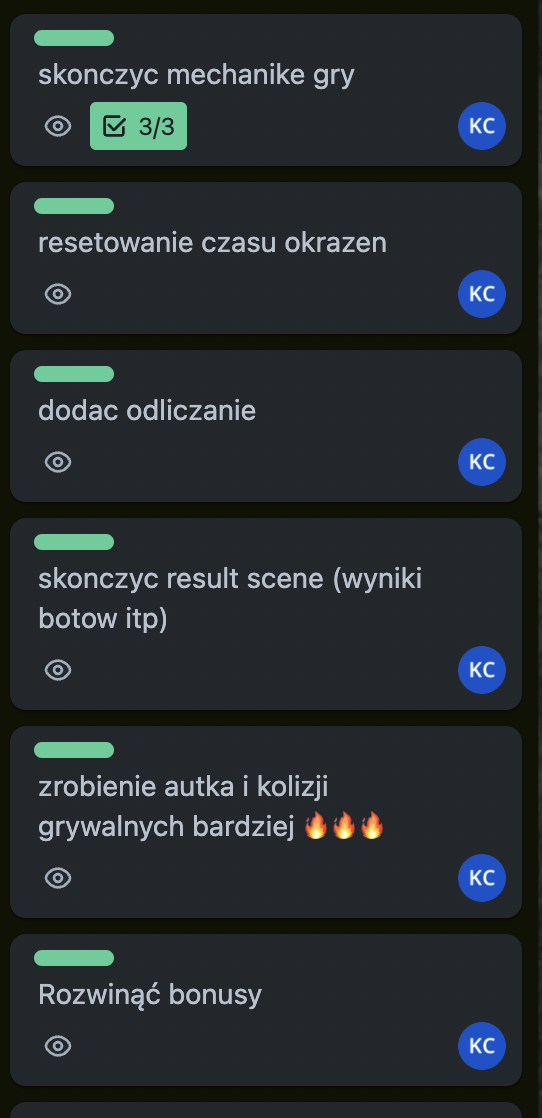 skonczyc mechanike gry
3/3
KC
resetowanie czasu okrazen
KC
dodac odliczanie
KC
skonczyc result scene (wyniki
botow itp)
KC
zrobienie autka i kolizji
grywalnych bardziej 🔥🔥🔥
KC
Rozwinąć bonusy
KC